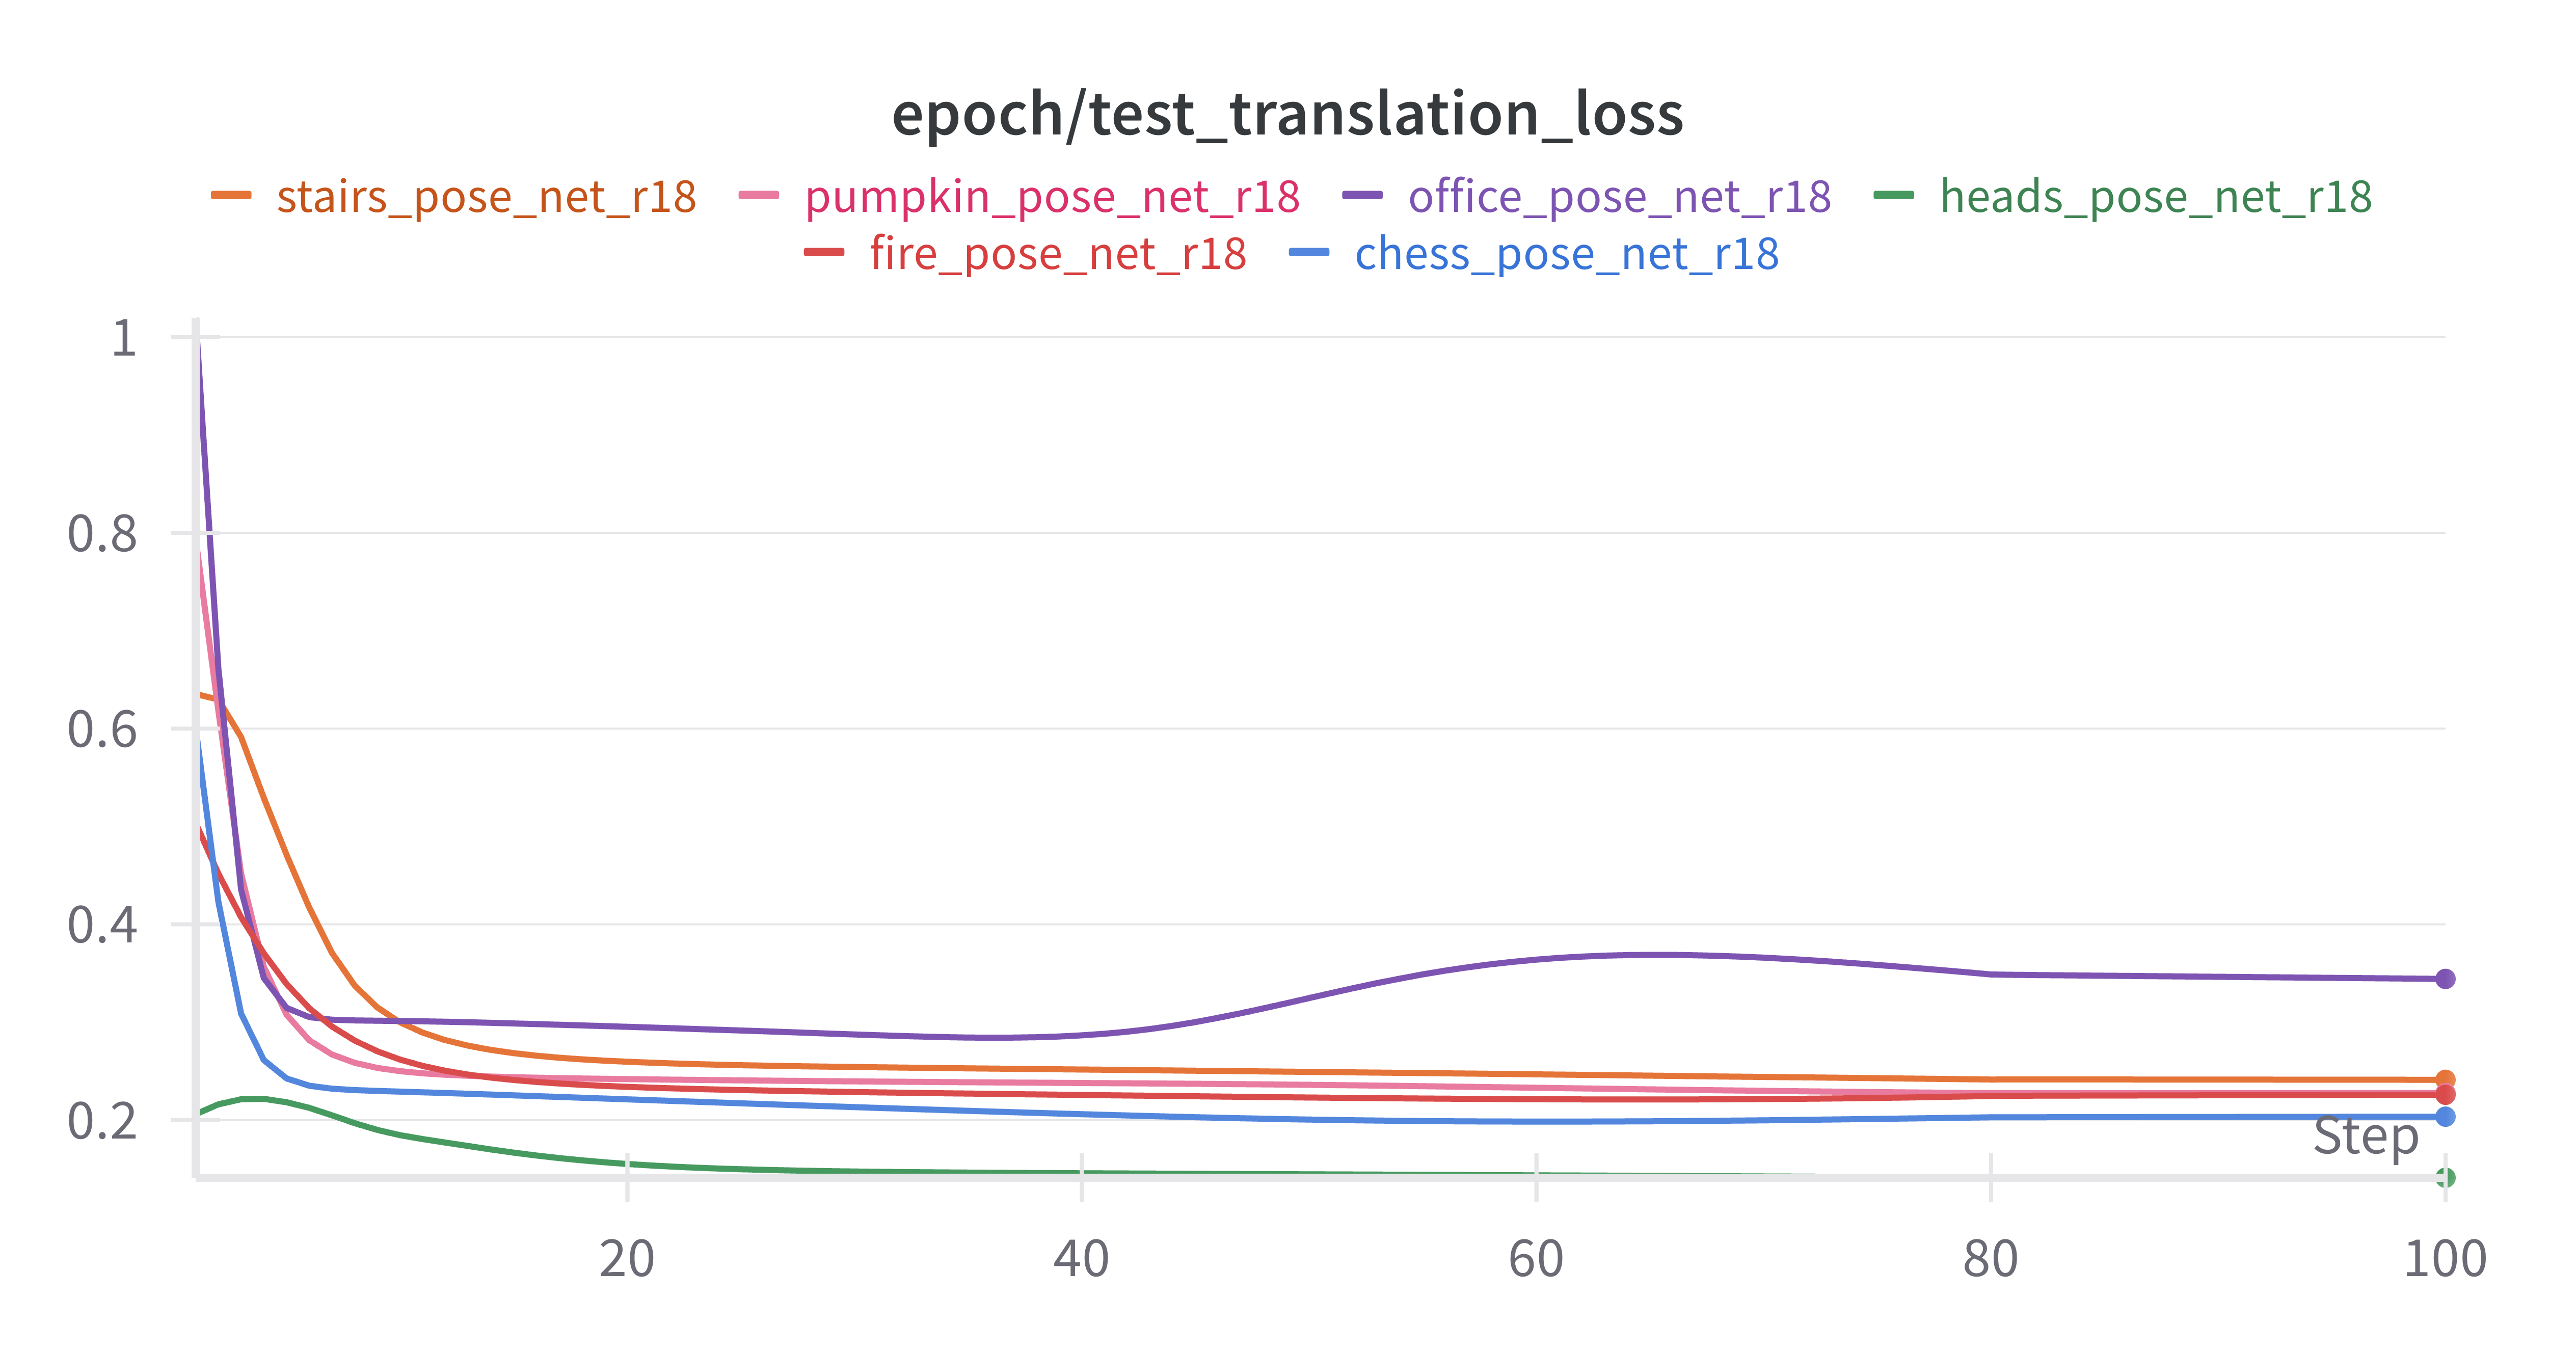 epoch/test_translation_loss
stairs_pose_net_r18 pumpkin_pose_net_r18 office_pose_net_r18 heads_pose_net_r18
fire_pose_net_r18 chess_pose_net_r18
1
0.8
0.6
0.4
0.2
Step
20 40 60 80 100